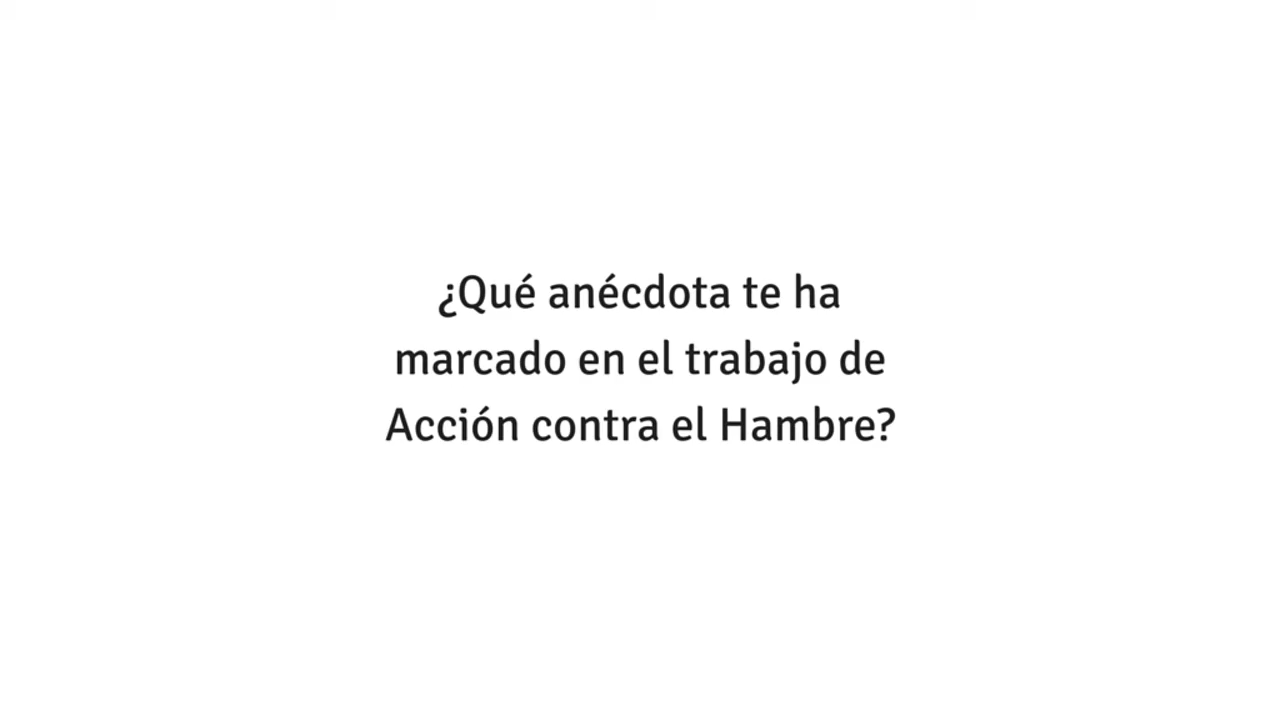 ¿Qué anécdota te ha
marcado en el trabajo de
Acción contra el Hambre?